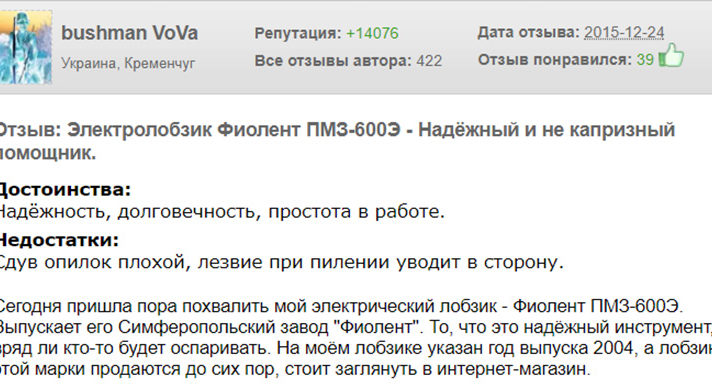 bushman VoVa
Украина, Кременчуг
Репутация: +14076
Все отзывы автора: 422
Дата отзыва: 2015-12-24
Отзыв понравился: 39
Отзыв: Электролобзик Фиолент ПМЗ-600Э - Надёжный и не капризный
помощник.
Достоинства:
Надёжность, долговечность, простота в работе.
Недостатки:
Сдув опилок плохой, лезвие при пилении уводит в сторону.
Сегодня пришла пора похвалить мой электрический лобзик - Фиолент ПМЗ-600Э.
Выпускает его Симферопольский завод "Фиолент". То, что это надёжный инструмент,
вряд ли кто-то будет оспаривать. На моём лобзике указан год выпуска 2004, а лобзик
этой марки продаются до сих пор, стоит заглянуть в интернет-магазин.